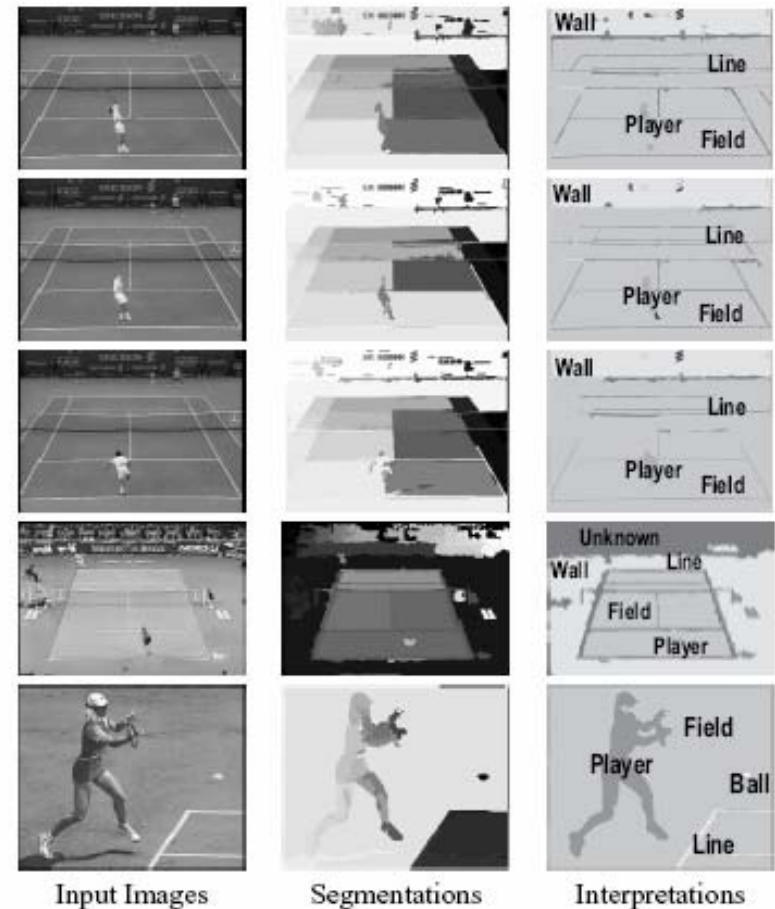 Wall
Line
Player
Field
Wall
Line
Player
Field
Wall
Line
Player
Field
Unknown
Wall
Line
Field
Player
Field
Player
Ball
Line
Input Images
Segmentations
Interpretations